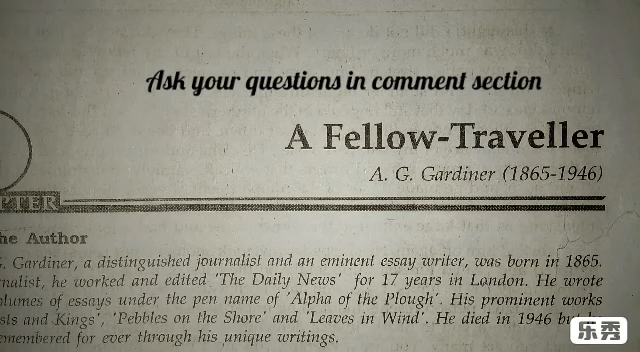 Ask your questions in comment section
A Fellow-Traveller
A. G. Gardiner (1865-1946)
PTER
he Author
G. Gardiner, a distinguished journalist and an eminent essay writer, was born in 1865.
rnalist, he worked and edited 'The Daily News' for 17 years in London. He wrote
olumes of essays under the pen name of 'Alpha of the Plough'. His prominent works
sts and Kings', 'Pebbles on the Shore' and 'Leaves in Wind'. He died in 1946
emembered for ever through his unique writings.
乐秀